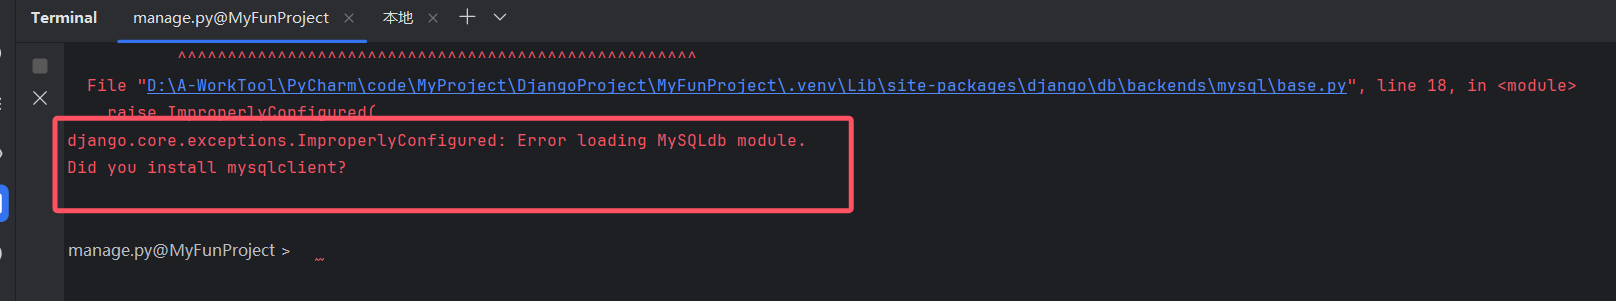 Terminal manage.py@MyFunProject × 本地 ×
^^^^^^^^^^^^^^^^^^^^^^^^^^^^^^^^^^^^^^^^^^^^^^^^^^^^
File "D:\A-WorkTool\PyCharm\code\MyProject\DjangoProject\MyFunProject\.venv\Lib\site-packages\django\db\backends\mysql\base.py", line 18, in <module>
raise ImproperlyConfigured(
django.core.exceptions.ImproperlyConfigured: Error loading MySQLdb module.
Did you install mysqlclient?
manage.py@MyFunProject >